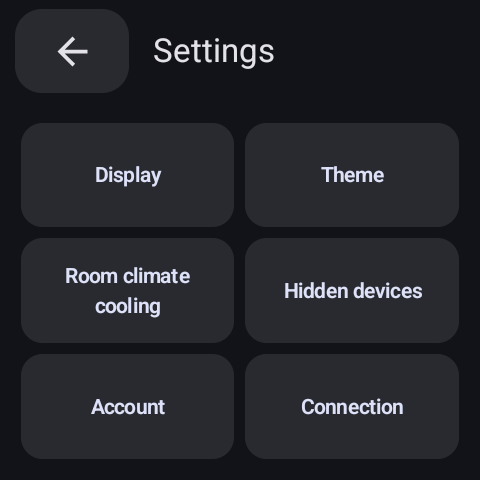 Settings
Display
Theme
Room climate
cooling
Hidden devices
Account
Connection